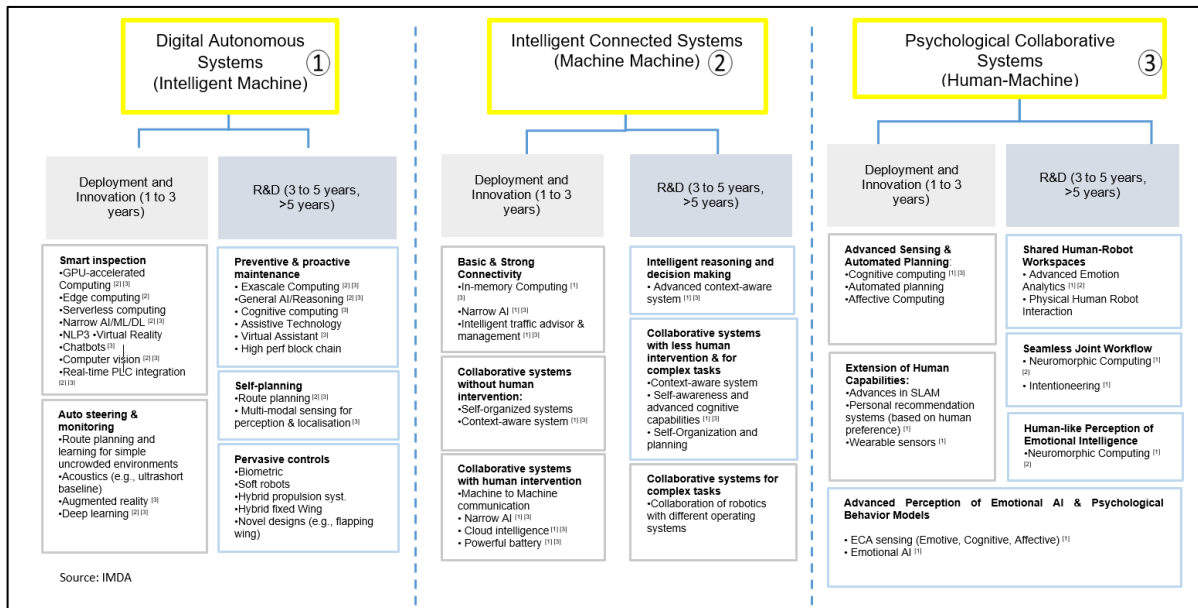 Digital Autonomous
Systems
(Intelligent Machine)
①
Deployment and
Innovation (1 to 3
years)
Smart inspection
•GPU-accelerated
Computing [2] [3]
•Edge computing [2]
•Serverless computing
•Narrow AI/ML/DL [2] [3]
•NLP3 •Virtual Reality
•Chatbots [3]
•Computer vision [2] [3]
•Real-time PLC integration
[2] [3]
Auto steering &
monitoring
•Route planning and
learning for simple
uncrowded environments
•Acoustics (e.g., ultrashort
baseline)
•Augmented reality [3]
•Deep learning [2] [3]
R&D (3 to 5 years,
>5 years)
Preventive & proactive
maintenance
• Exascale Computing [2] [3]
•General AI/Reasoning [2] [3]
• Cognitive computing [3]
• Assistive Technology
• Virtual Assistant [3]
• High perf block chain
Self-planning
•Route planning [2] [3]
• Multi-modal sensing for
perception & localisation [3]
Pervasive controls
•Biometric
•Soft robots
•Hybrid propulsion syst.
•Hybrid fixed Wing
•Novel designs (e.g., flapping
wing)
Intelligent Connected Systems
(Machine Machine)
②
Deployment and
Innovation (1 to 3
years)
Basic & Strong
Connectivity
•In-memory Computing [1]
[3]
•Narrow AI [1] [3]
•Intelligent traffic advisor &
management [1] [3]
Collaborative systems
without human
intervention:
•Self-organized systems
•Context-aware system [1] [3]
Collaborative systems
with human intervention
•Machine to Machine
communication
• Narrow AI [1] [3]
• Cloud intelligence [1] [3]
• Powerful battery [1] [3]
R&D (3 to 5 years,
>5 years)
Intelligent reasoning and
decision making
• Advanced context-aware
system [1] [3]
Collaborative systems
with less human
intervention & for
complex tasks
•Context-aware system
• Self-awareness and
advanced cognitive
capabilities [1] [3]
• Self-Organization and
planning
Collaborative systems for
complex tasks
•Collaboration of robotics
with different operating
systems
Psychological Collaborative
Systems
(Human-Machine)
③
Deployment and
Innovation (1 to 3
years)
Advanced Sensing &
Automated Planning:
•Cognitive computing [1] [3]
•Automated planning
•Affective Computing
Extension of Human
Capabilities:
•Advances in SLAM
•Personal recommendation
systems (based on human
preference) [1]
•Wearable sensors [1]
R&D (3 to 5 years,
>5 years)
Shared Human-Robot
Workspaces
• Advanced Emotion
Analytics [1] [2]
• Physical Human Robot
Interaction
Seamless Joint Workflow
• Neuromorphic Computing [1]
[2]
• Intentioneering [1]
Human-like Perception of
Emotional Intelligence
•Neuromorphic Computing [1]
[2]
Advanced Perception of Emotional AI & Psychological
Behavior Models
• ECA sensing (Emotive, Cognitive, Affective) [1]
• Emotional AI [1]
Source: IMDA